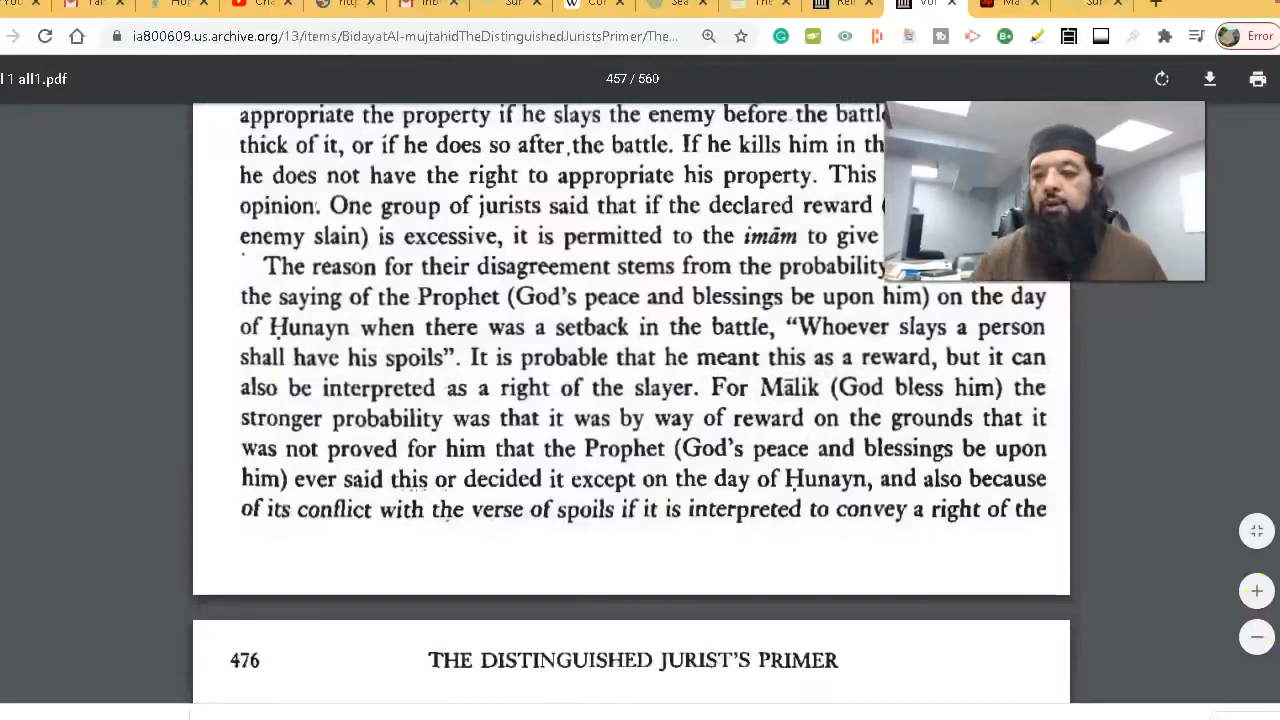 ia800609.us.archive.org/13/items/BidayatAl-mujtahidTheDistinguishedJuristsPrimer/The...
Error
l 1 all1.pdf
457 / 560
appropriate the property if he slays the enemy before the
thick of it, or if he does so after the battle. If he kills him in
he does not have the right to appropriate his property. This
opinion. One group of jurists said that if the declared reward
enemy slain) is excessive, it is permitted to the imām to give
The reason for their disagreement stems from the probability
the saying of the Prophet (God's peace and blessings be upon him) on the day
of Ḥunayn when there was a setback in the battle, “Whoever slays a person
shall have his spoils”. It is probable that he meant this as a reward, but it can
also be interpreted as a right of the slayer. For Mālik (God bless him) the
stronger probability was that it was by way of reward on the grounds that it
was not proved for him that the Prophet (God's peace and blessings be upon
him) ever said this or decided it except on the day of Ḥunayn, and also because
of its conflict with the verse of spoils if it is interpreted to convey a right of the
476 THE DISTINGUISHED JURIST'S PRIMER